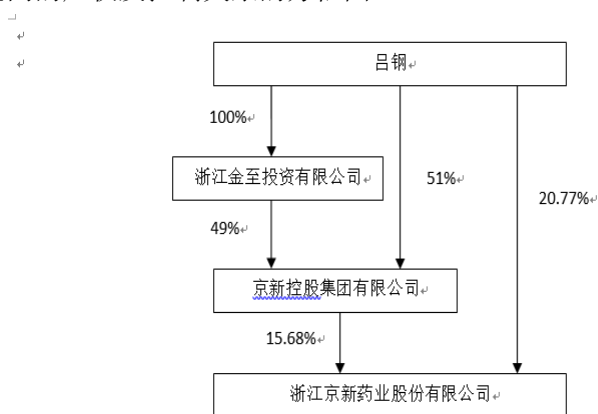 吕钢
100%
浙江金至投资有限公司
51%
20.77%
49%
京新控股集团有限公司
15.68%
浙江京新药业股份有限公司